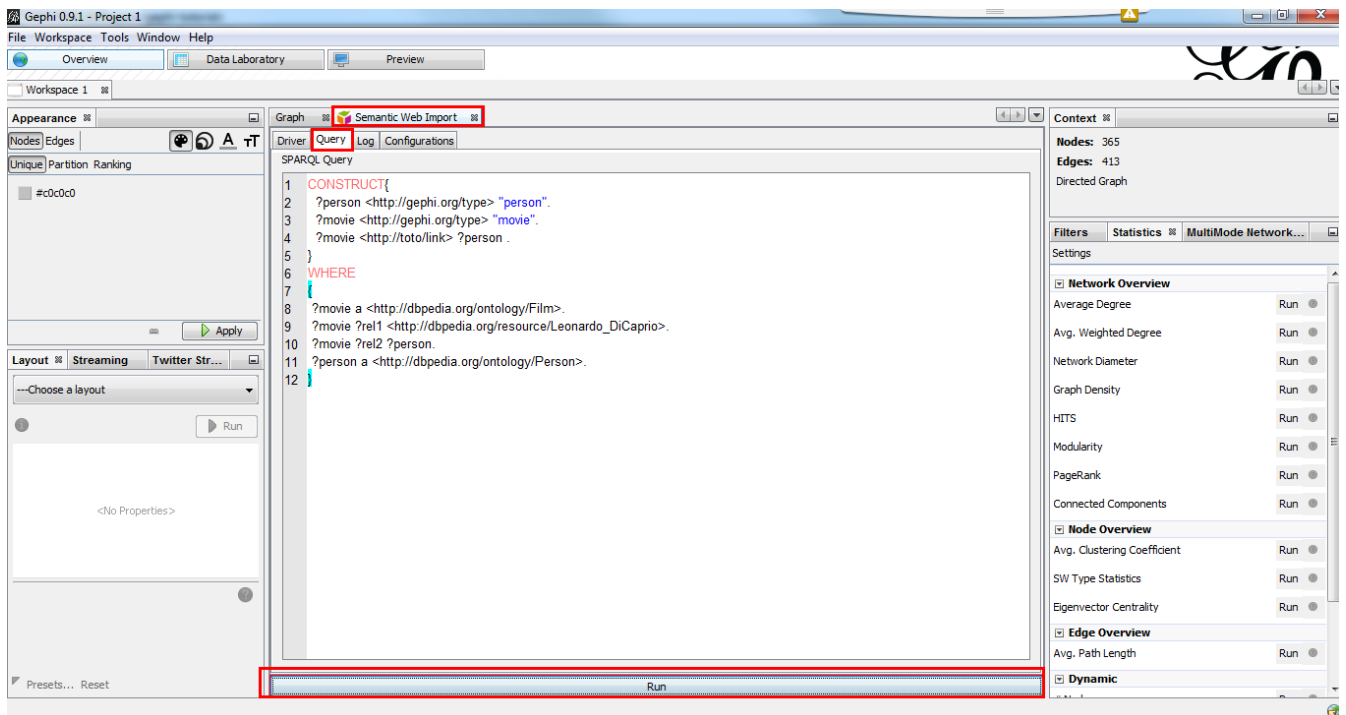 Gephi 0.9.1 - Project 1
File Workspace Tools Window Help
Overview Data Laboratory Preview
Workspace 1
Appearance
Nodes Edges
Unique Partition Ranking
#c0c0c0
Apply
Layout Streaming Twitter Str...
---Choose a layout
Run
<No Properties>
Presets... Reset
Graph Semantic Web Import
Driver Query Log Configurations
SPARQL Query
1 CONSTRUCT{
2 ?person <http://gephi.org/type> "person".
3 ?movie <http://gephi.org/type> "movie".
4 ?movie <http://toto/link> ?person .
5 }
6 WHERE
7 {
8 ?movie a <http://dbpedia.org/ontology/Film>.
9 ?movie ?rel1 <http://dbpedia.org/resource/Leonardo_DiCaprio>.
10 ?movie ?rel2 ?person.
11 ?person a <http://dbpedia.org/ontology/Person>.
12 }
Run
Context
Nodes: 365
Edges: 413
Directed Graph
Filters Statistics MultiMode Network...
Settings
Network Overview
Average Degree Run
Avg. Weighted Degree Run
Network Diameter Run
Graph Density Run
HITS Run
Modularity Run
PageRank Run
Connected Components Run
Node Overview
Avg. Clustering Coefficient Run
SW Type Statistics Run
Eigenvector Centrality Run
Edge Overview
Avg. Path Length Run
Dynamic